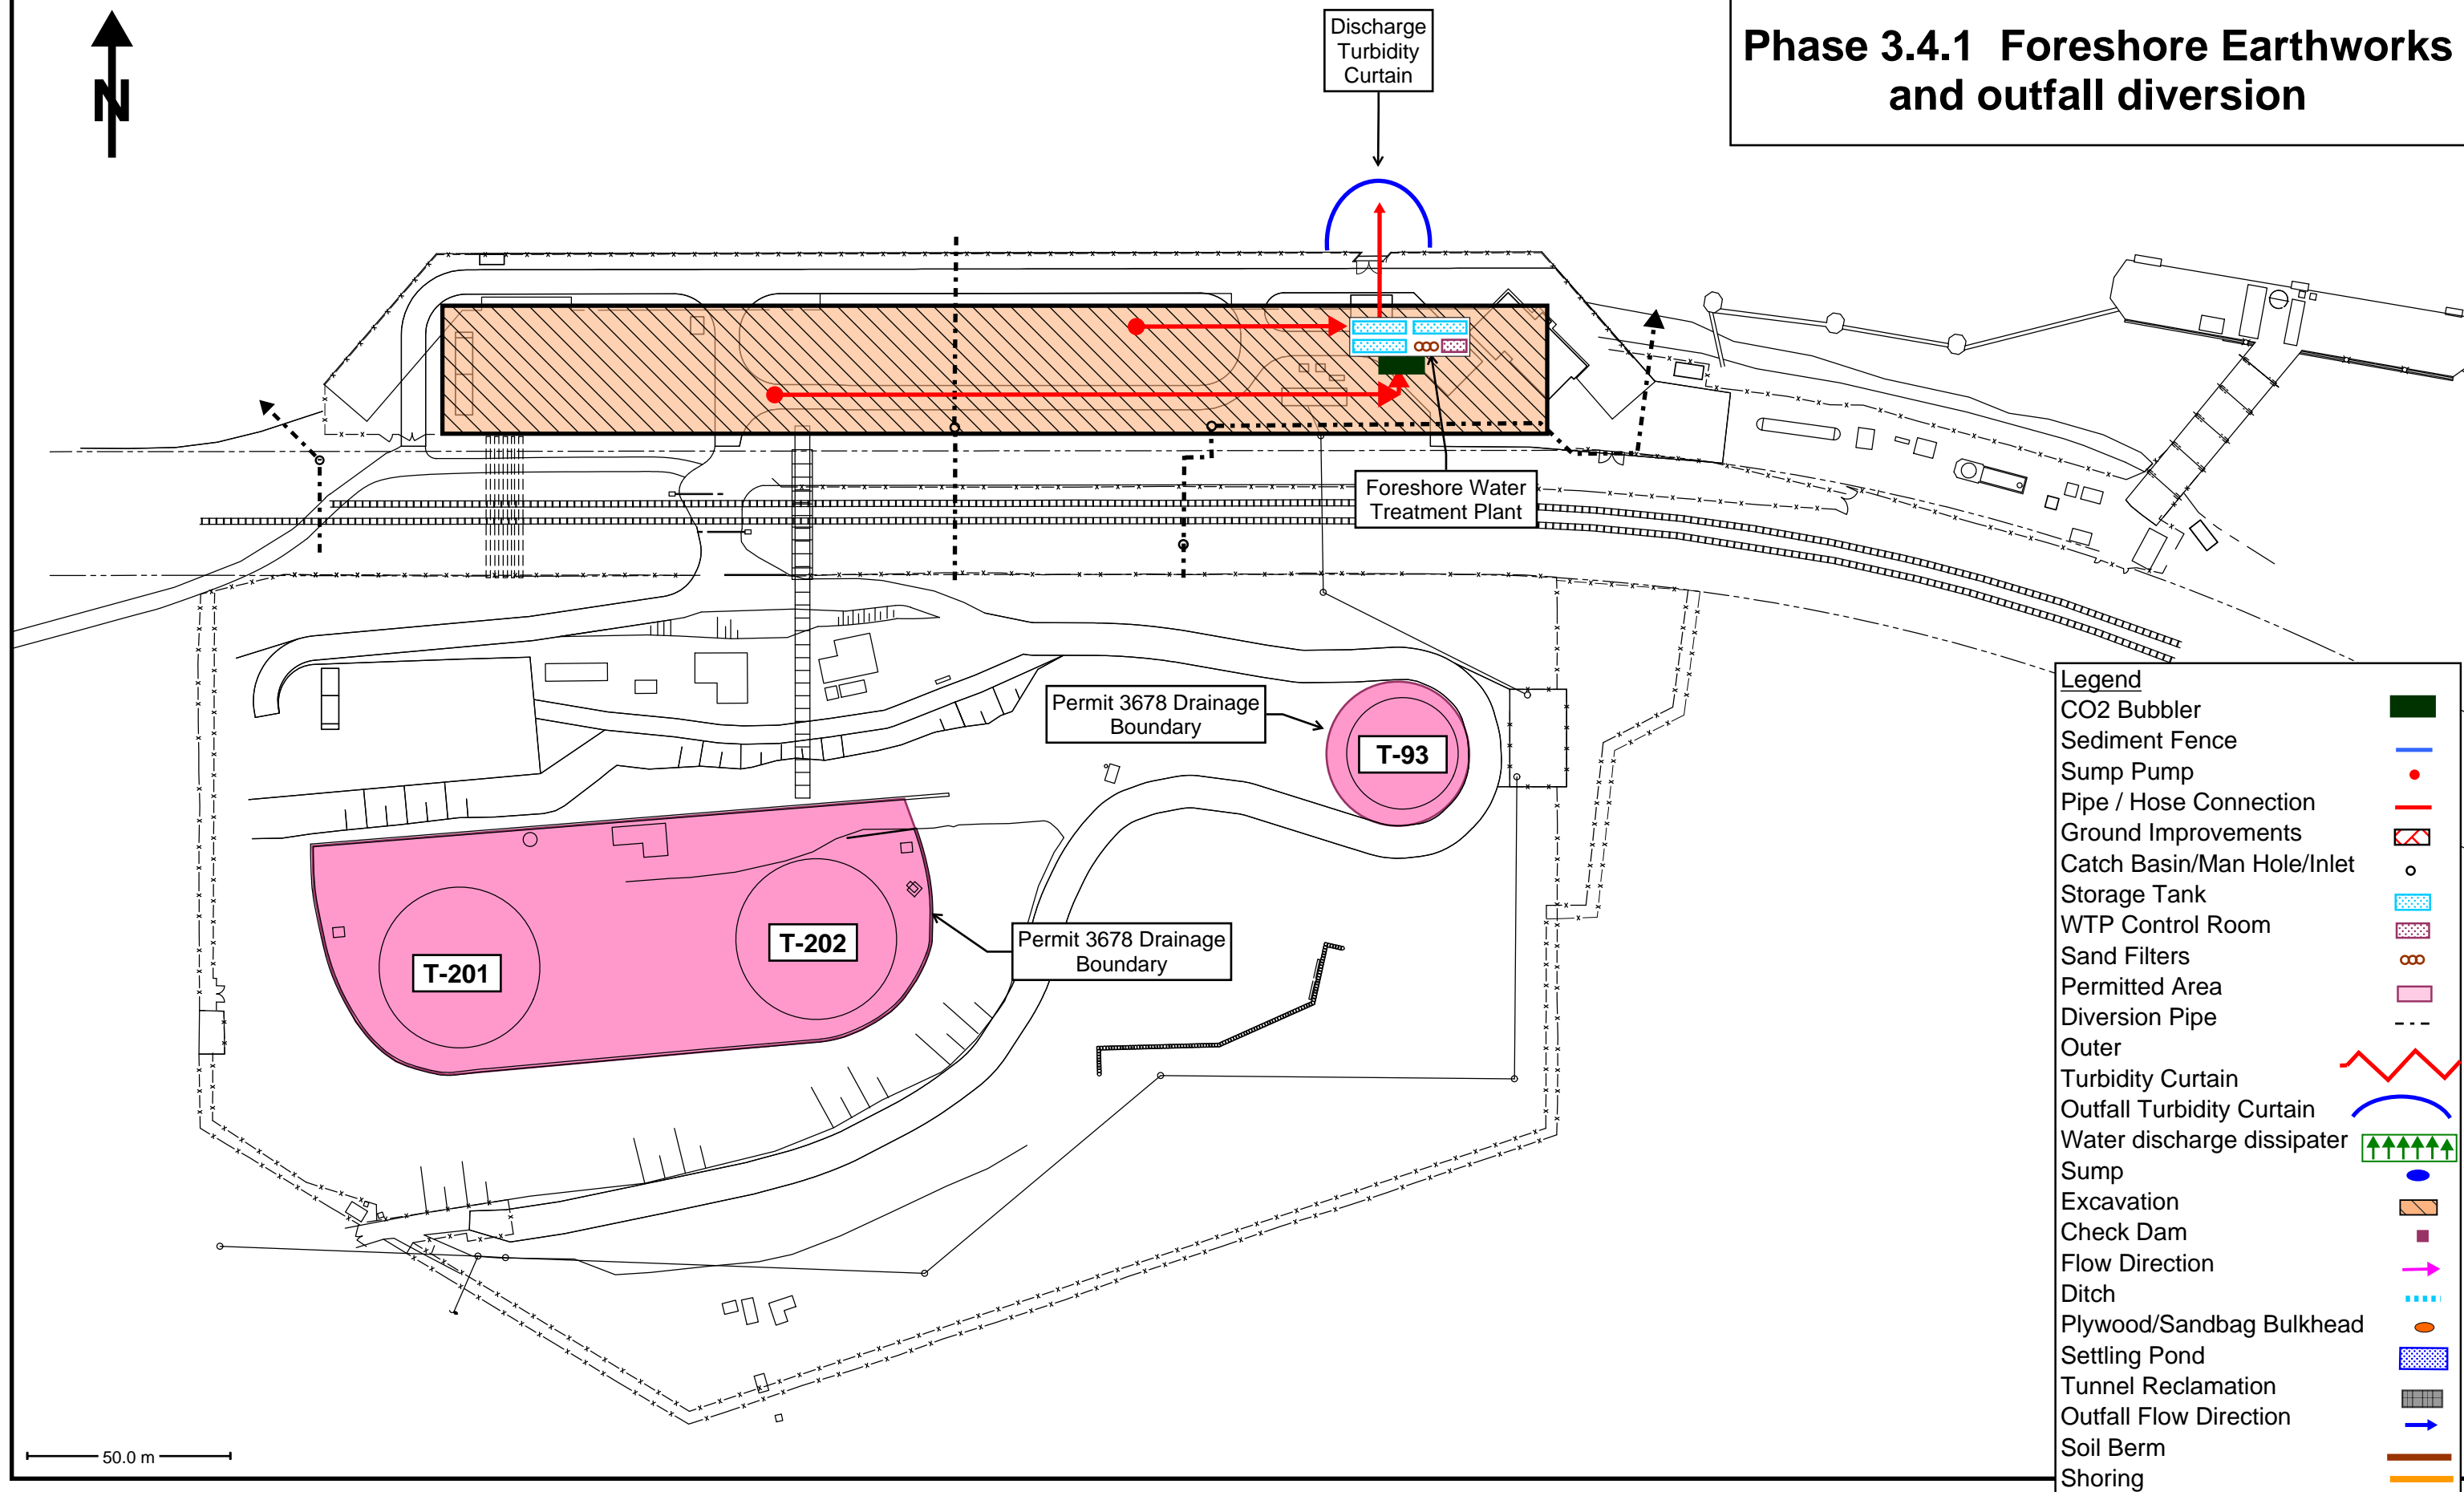 N
Discharge
Turbidity
Curtain
Phase 3.4.1 Foreshore Earthworks
and outfall diversion
Foreshore Water
Treatment Plant
Permit 3678 Drainage
Boundary
T-93
T-202
T-201
Permit 3678 Drainage
Boundary
50.0 m
Legend
CO2 Bubbler
Sediment Fence
Sump Pump
Pipe / Hose Connection
Ground Improvements
Catch Basin/Man Hole/Inlet
Storage Tank
WTP Control Room
Sand Filters
Permitted Area
Diversion Pipe
Outer
Turbidity Curtain
Outfall Turbidity Curtain
Water discharge dissipater
Sump
Excavation
Check Dam
Flow Direction
Ditch
Plywood/Sandbag Bulkhead
Settling Pond
Tunnel Reclamation
Outfall Flow Direction
Soil Berm
Shoring